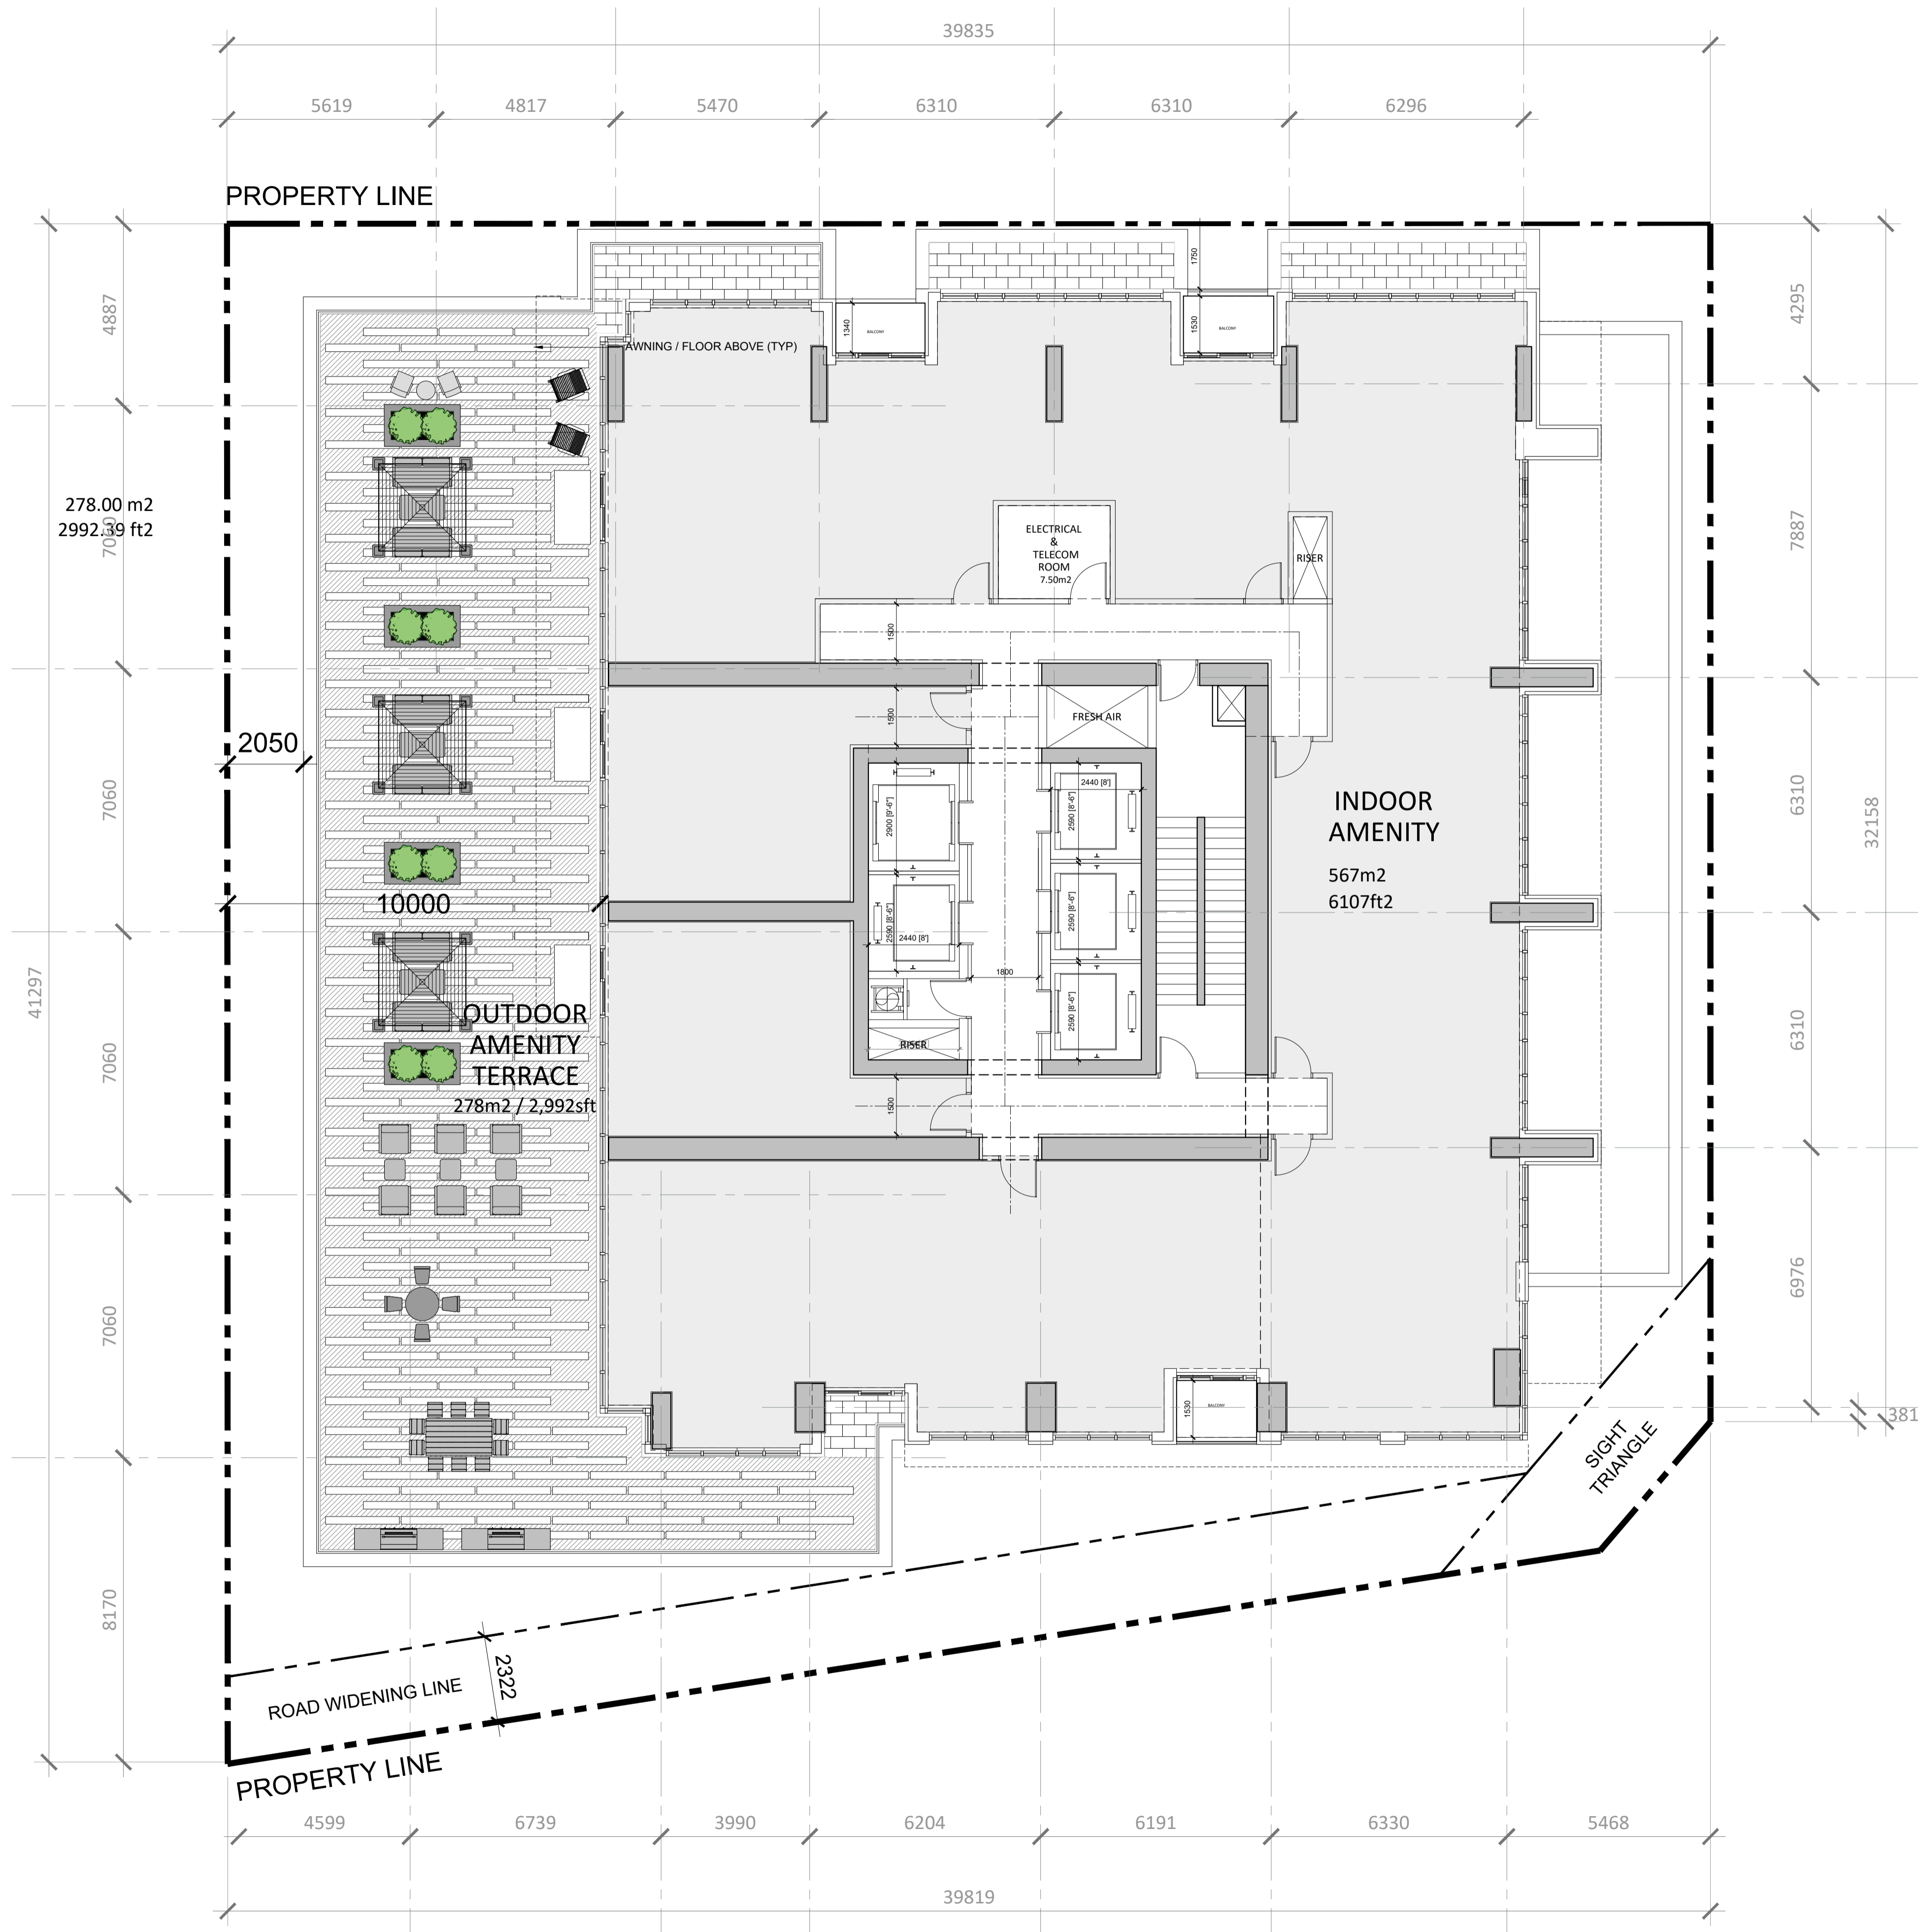 39835
5619
4817
5470
6310
6310
6296
PROPERTY LINE
4887
7060
7060
7060
7060
8170
41297
4295
7887
6310
6310
6976
32158
381
1750
1340
BALCONY
1530
BALCONY
AWNING / FLOOR ABOVE (TYP)
278.00 m2
2992.39 ft2
ELECTRICAL
&
TELECOM
ROOM
7.50m2
RISER
1500
1500
FRESH AIR
2050
2440 [8']
2900 [9'-6"]
2590 [8'-6"]
INDOOR
AMENITY
567m2
6107ft2
10000
2590 [8'-6"]
2440 [8']
2590 [8'-6"]
1800
2590 [8'-6"]
OUTDOOR
AMENITY
TERRACE
278m2 / 2,992sft
RISER
1500
1530
BALCONY
SIGHT
TRIANGLE
2322
ROAD WIDENING LINE
PROPERTY LINE
4599
6739
3990
6204
6191
6330
5468
39819